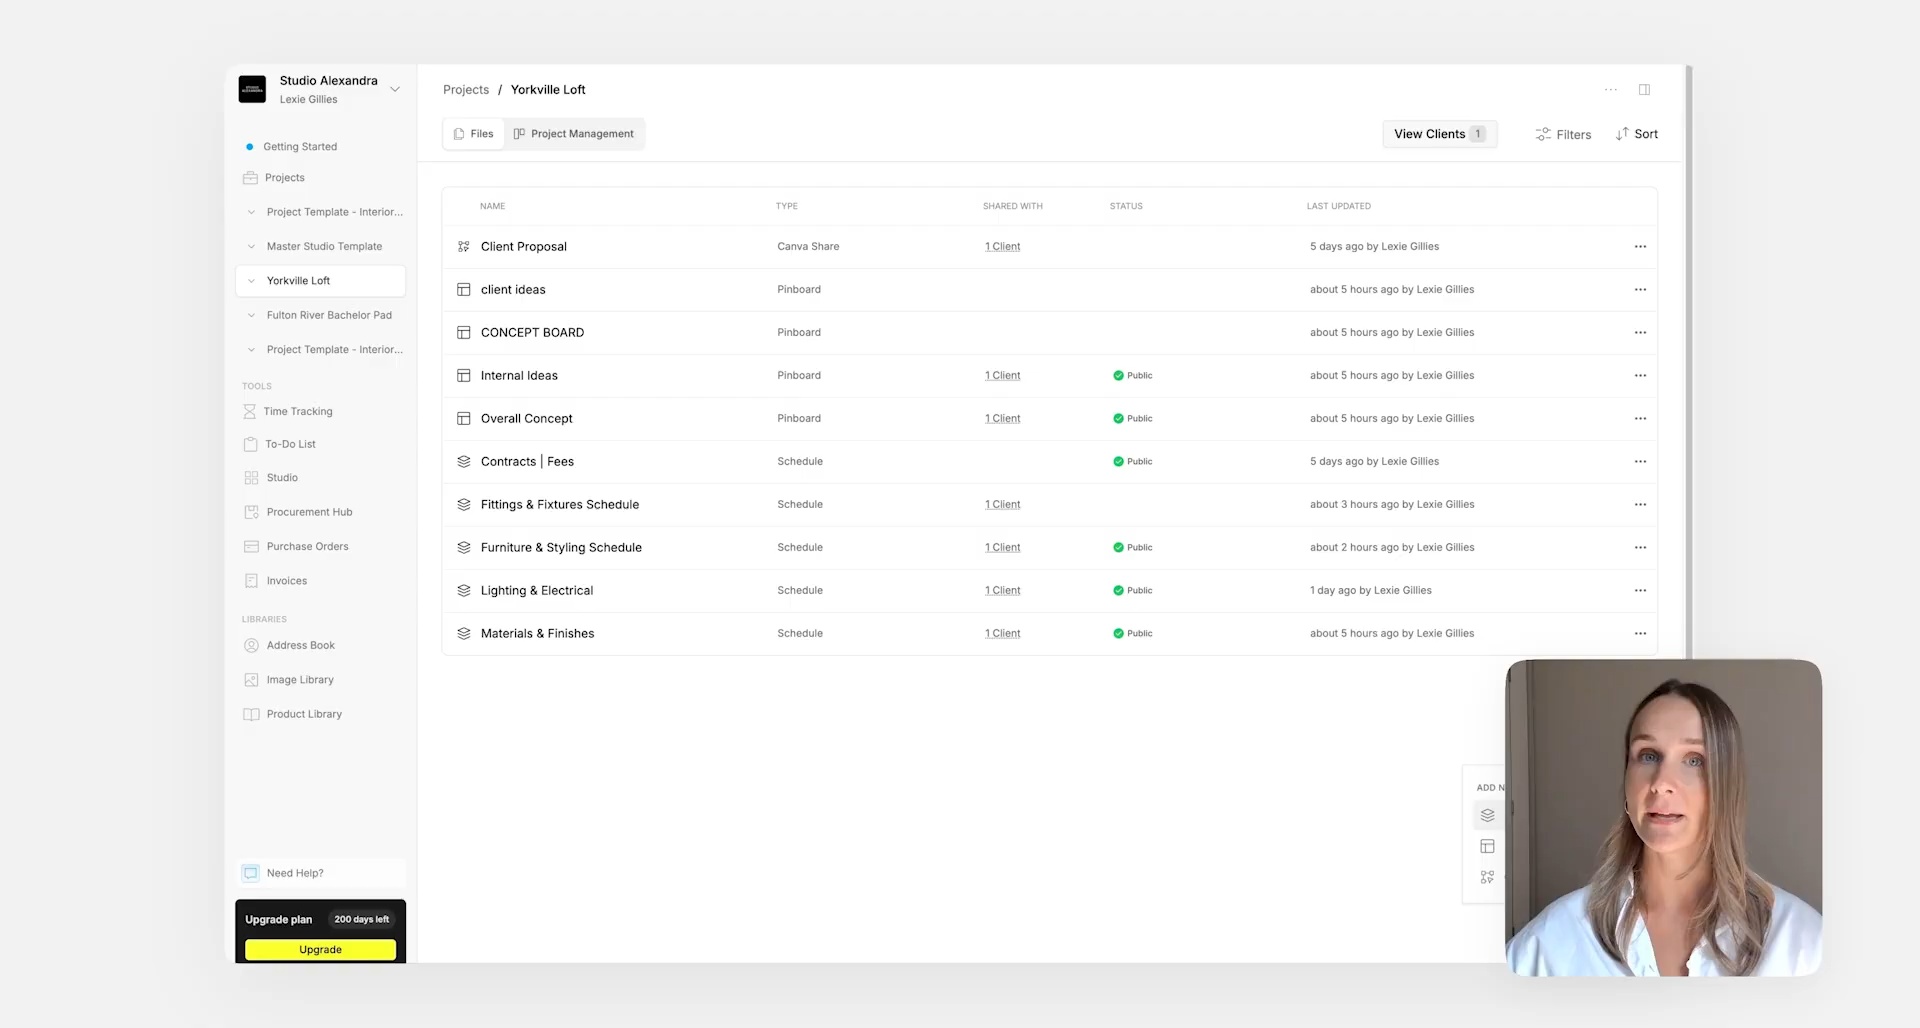 Studio Alexandra
Lexie Gillies
Getting Started
Projects
Project Template - Interior...
Master Studio Template
Yorkville Loft
Fulton River Bachelor Pad
Project Template - Interior...
TOOLS
Time Tracking
To-Do List
Studio
Procurement Hub
Purchase Orders
Invoices
LIBRARIES
Address Book
Image Library
Product Library
Need Help?
Upgrade plan 200 days left
Upgrade
Projects / Yorkville Loft
Files Project Management
View Clients 1 Filters Sort
NAME TYPE SHARED WITH STATUS LAST UPDATED
Client Proposal Canva Share 1 Client 5 days ago by Lexie Gillies
client ideas Pinboard about 5 hours ago by Lexie Gillies
CONCEPT BOARD Pinboard about 5 hours ago by Lexie Gillies
Internal Ideas Pinboard 1 Client Public about 5 hours ago by Lexie Gillies
Overall Concept Pinboard 1 Client Public about 5 hours ago by Lexie Gillies
Contracts | Fees Schedule Public 5 days ago by Lexie Gillies
Fittings & Fixtures Schedule Schedule 1 Client about 3 hours ago by Lexie Gillies
Furniture & Styling Schedule Schedule 1 Client Public about 2 hours ago by Lexie Gillies
Lighting & Electrical Schedule 1 Client Public 1 day ago by Lexie Gillies
Materials & Finishes Schedule 1 Client Public about 5 hours ago by Lexie Gillies
ADD N